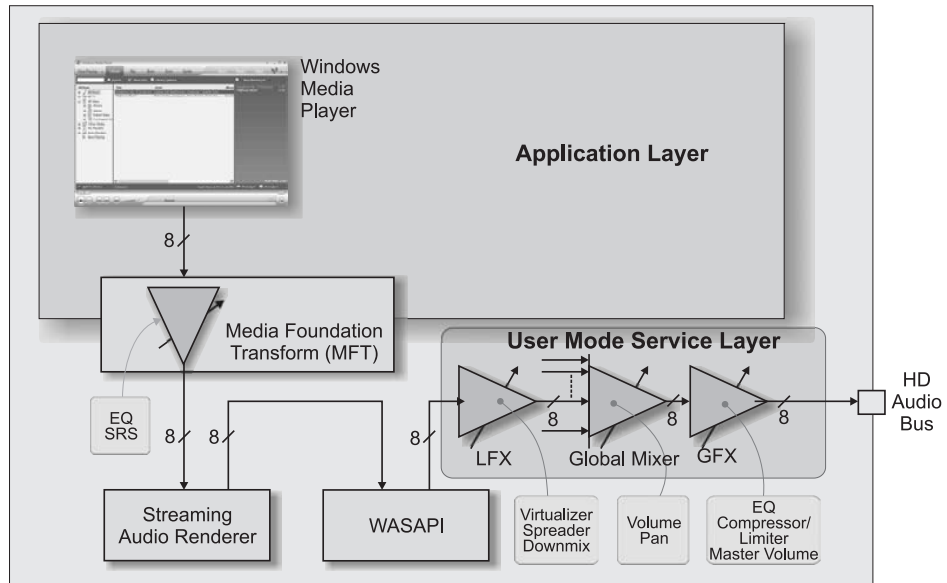 Windows
Media
Player
Application Layer
8
Media Foundation
Transform (MFT)
User Mode Service Layer
HD
Audio
Bus
EQ
SRS
8
8
8
8
8
8
LFX
Global Mixer
GFX
Streaming
Audio Renderer
WASAPI
Virtualizer
Spreader
Downmix
Volume
Pan
EQ
Compressor/
Limiter
Master Volume